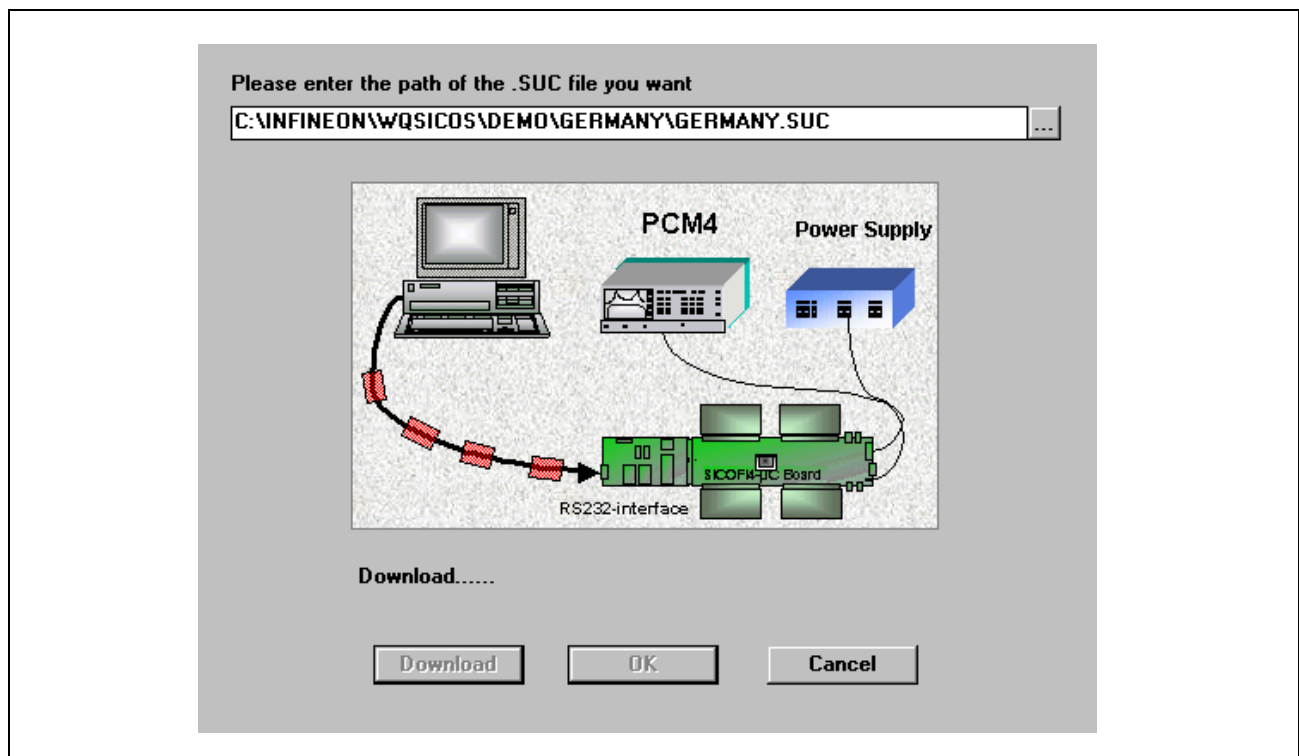 Please enter the path of the .SUC file you want
C:\INFINEON\WQSICOS\DEMO\GERMANY\GERMANY.SUC
...
PCM4
Power Supply
SICOFI4-µC Board
RS232-interface
Download......
Download
OK
Cancel